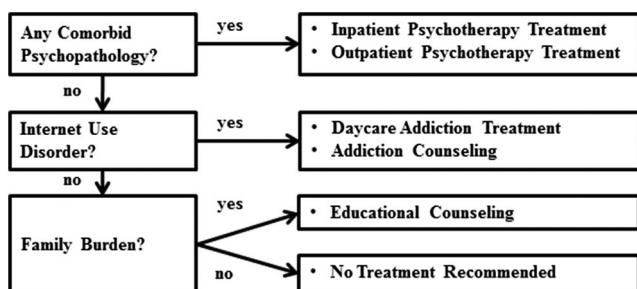 Any Comorbid
Psychopathology?
yes
• Inpatient Psychotherapy Treatment
• Outpatient Psychotherapy Treatment
no
Internet Use
Disorder?
yes
• Daycare Addiction Treatment
• Addiction Counseling
no
Family Burden?
yes
• Educational Counseling
no
• No Treatment Recommended